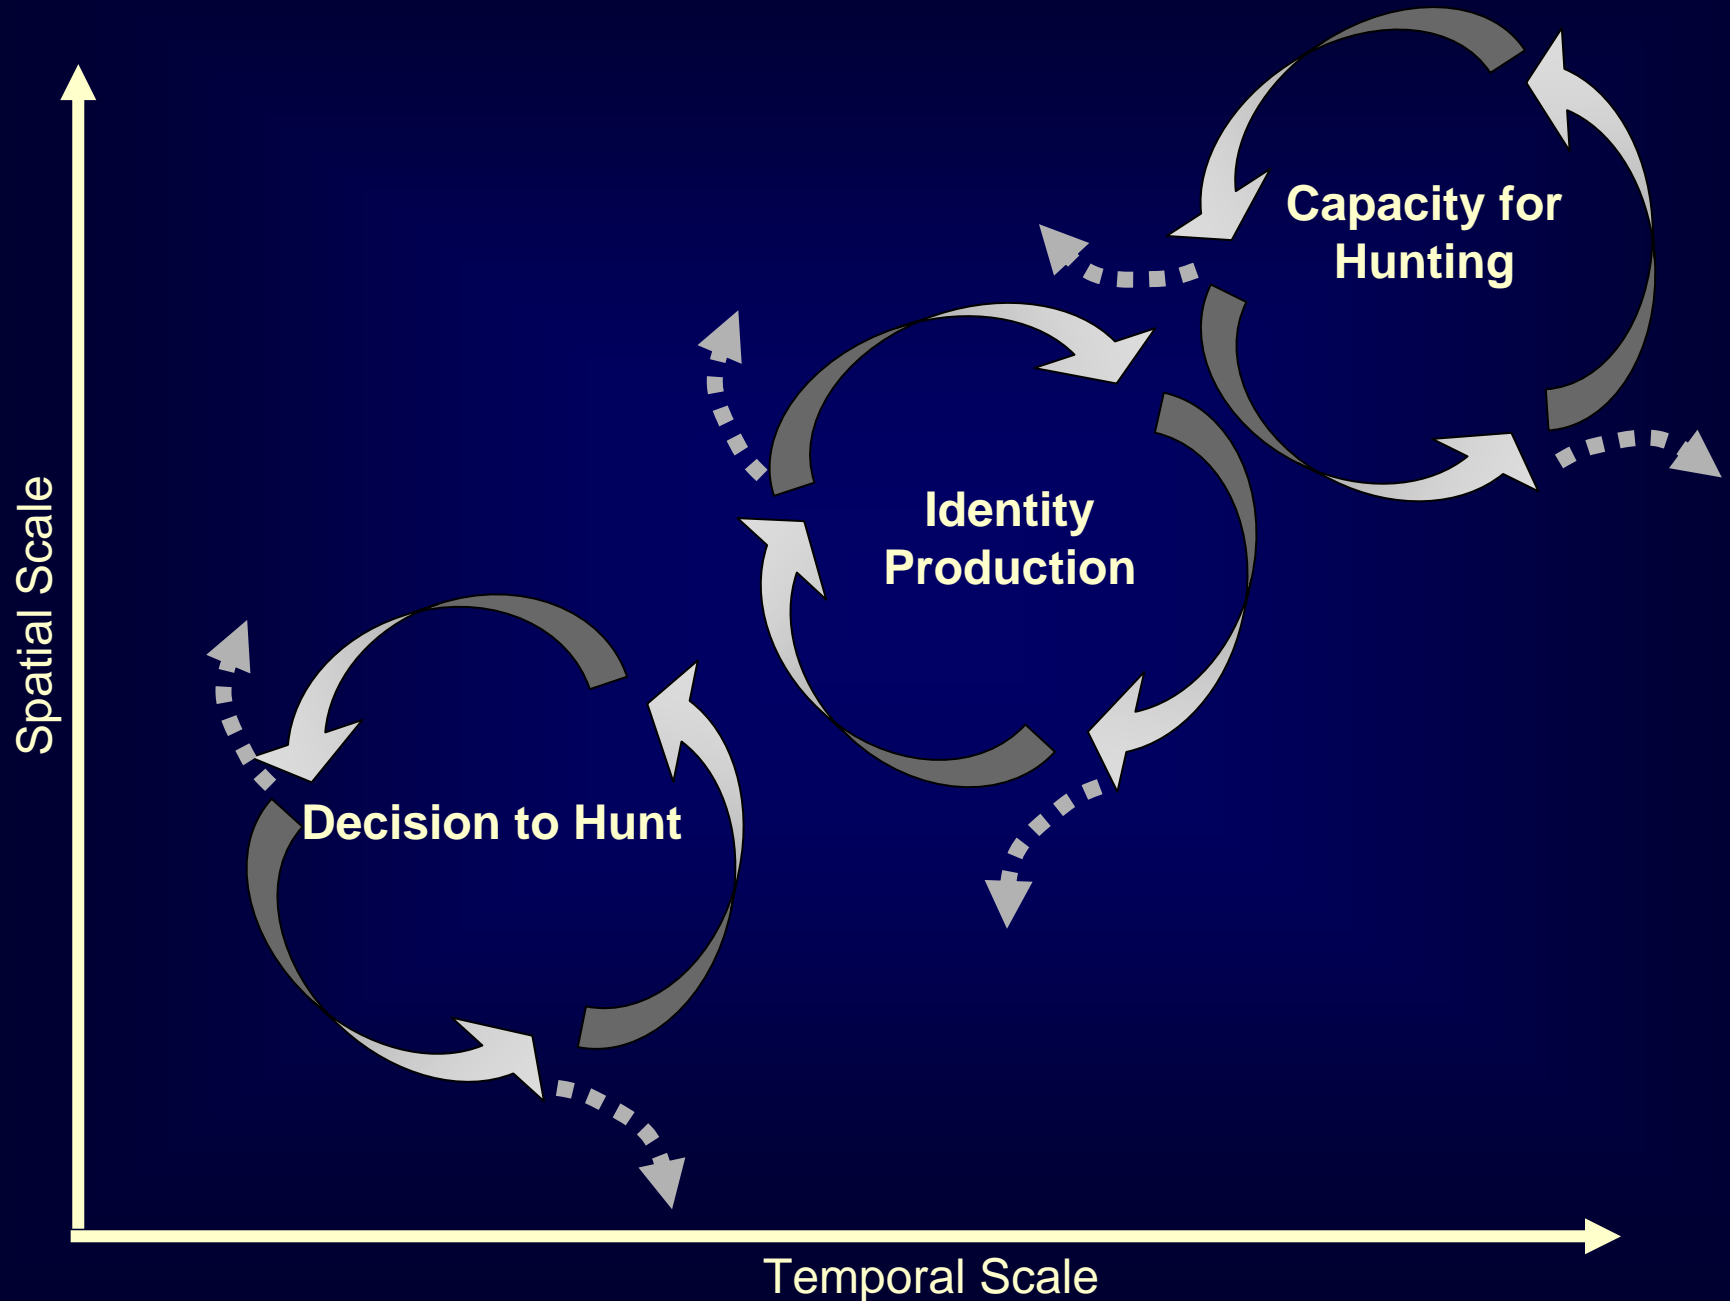 Capacity for
Hunting
Identity
Production
Decision to Hunt
Spatial Scale
Temporal Scale